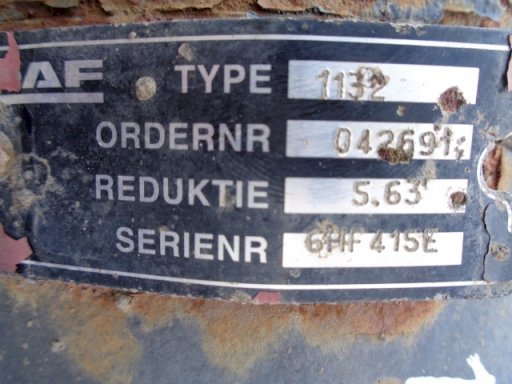 AF TYPE 1132
ORDERNR 042691
REDUKTIE 5.63
SERIENR 6HF415E